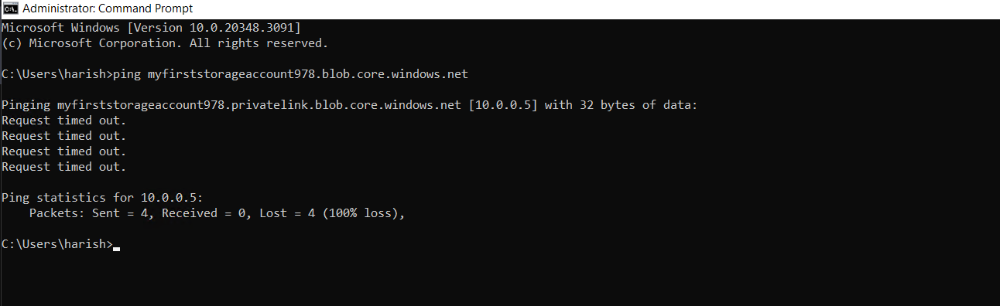 Administrator: Command Prompt
Microsoft Windows [Version 10.0.20348.3091]
(c) Microsoft Corporation. All rights reserved.
C:\Users\harish>ping myfirststorageaccount978.blob.core.windows.net
Pinging myfirststorageaccount978.privatelink.blob.core.windows.net [10.0.0.5] with 32 bytes of data:
Request timed out.
Request timed out.
Request timed out.
Request timed out.
Ping statistics for 10.0.0.5:
    Packets: Sent = 4, Received = 0, Lost = 4 (100% loss),
C:\Users\harish>